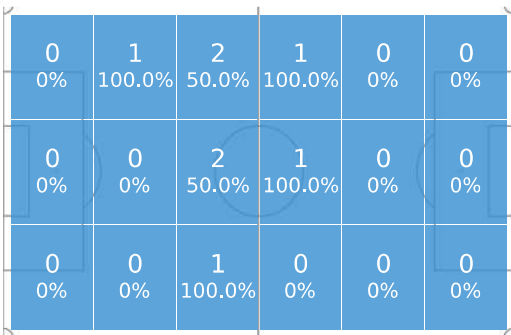 0 1 2 1 0 0
0% 100.0% 50.0% 100.0% 0% 0%
0 0 2 1 0 0
0% 0% 50.0% 100.0% 0% 0%
0 0 1 0 0 0
0% 0% 100.0% 0% 0% 0%